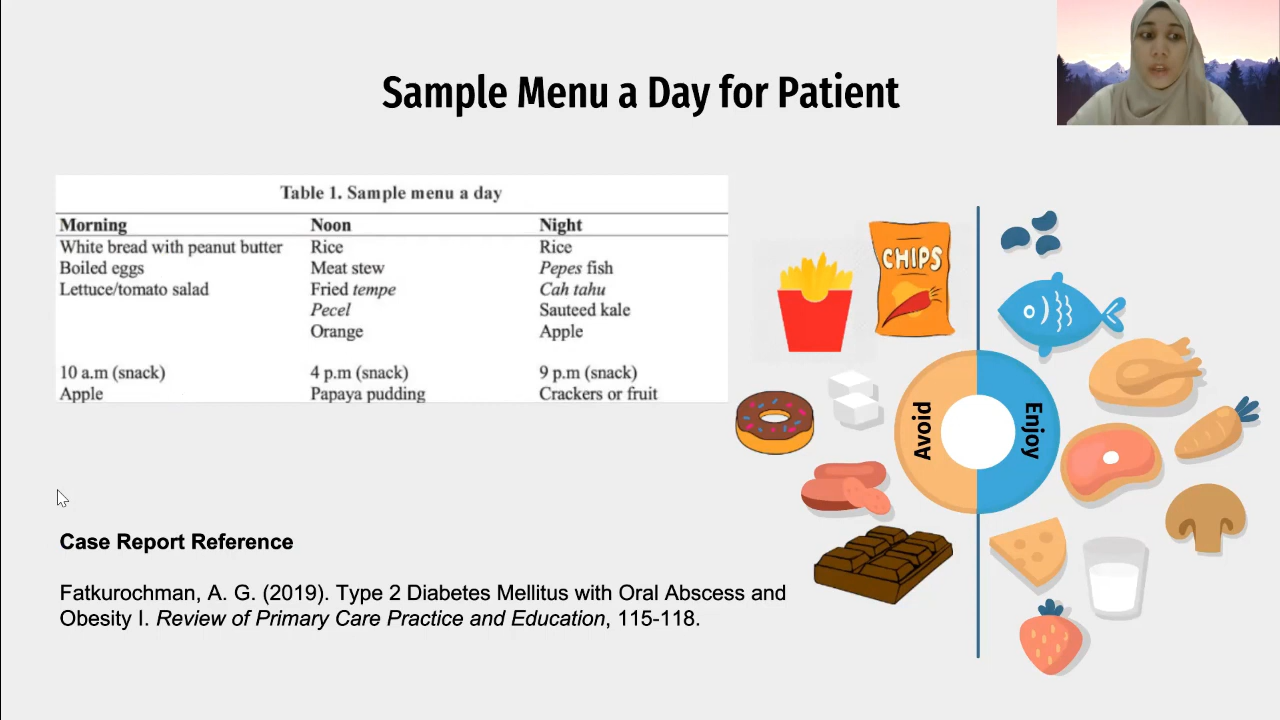 Sample Menu a Day for Patient
Table 1. Sample menu a day
Morning Noon Night
White bread with peanut butter Rice Rice
Boiled eggs Meat stew Pepes fish
Lettuce/tomato salad Fried tempe Cah tahu
Pecel Sauteed kale
Orange Apple
10 a.m (snack) 4 p.m (snack) 9 p.m (snack)
Apple Papaya pudding Crackers or fruit
CHIPS
Avoid
Enjoy
Case Report Reference
Fatkurochman, A. G. (2019). Type 2 Diabetes Mellitus with Oral Abscess and
Obesity I. Review of Primary Care Practice and Education, 115-118.